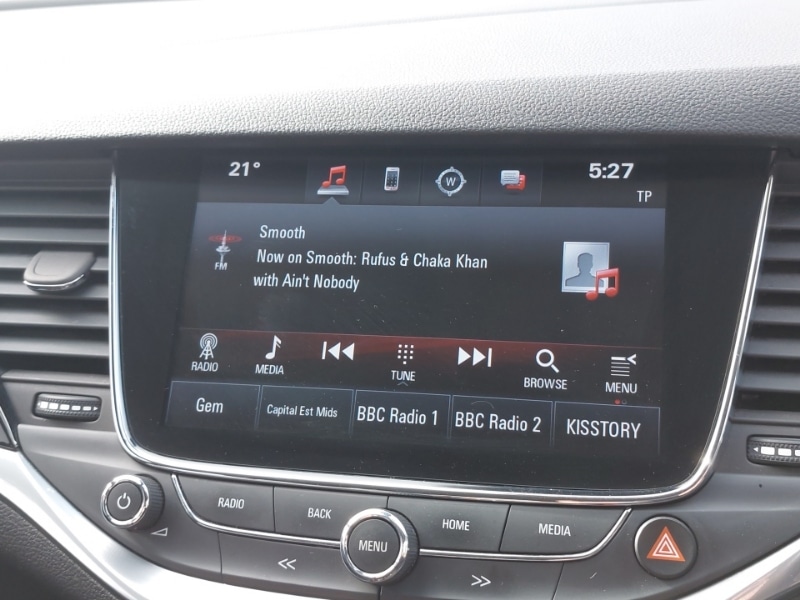 21°
W
5:27
TP
FM
Smooth
Now on Smooth: Rufus & Chaka Khan
with Ain't Nobody
RADIO
MEDIA
TUNE
BROWSE
MENU
Gem
Capital Est Mids
BBC Radio 1
BBC Radio 2
KISSTORY
RADIO
BACK
MENU
HOME
MEDIA
<<
>>